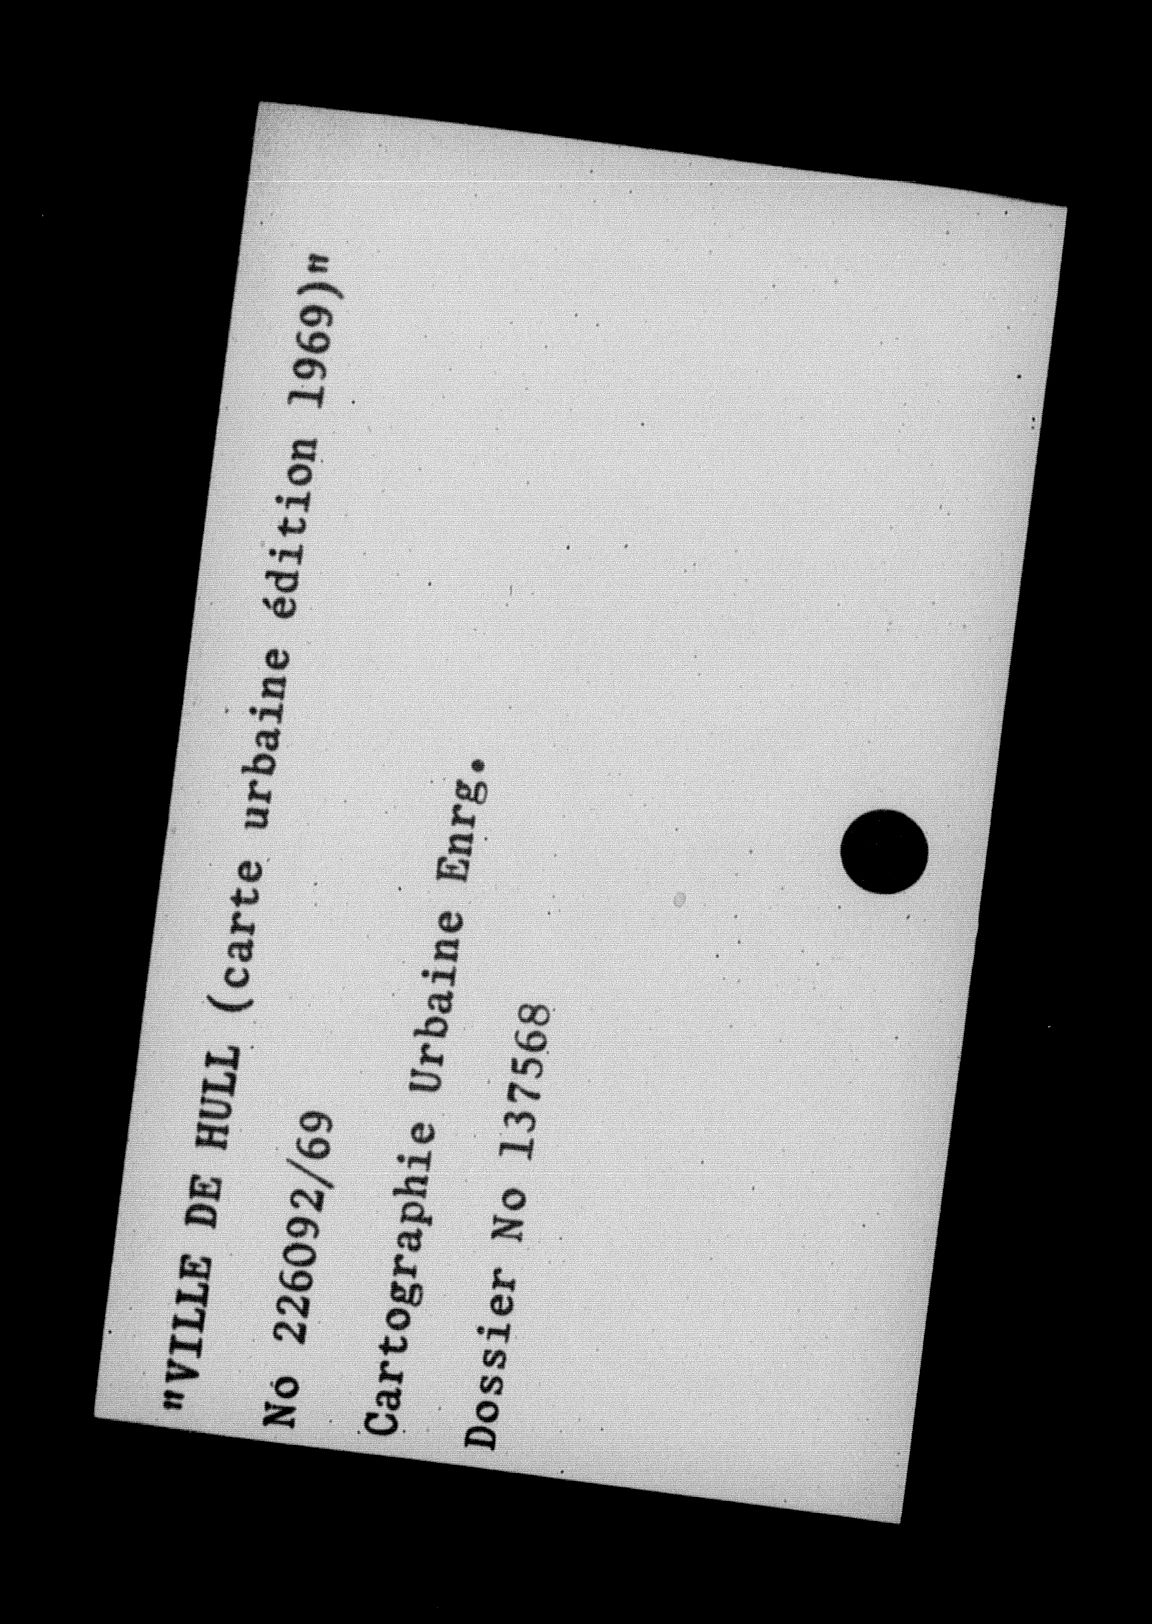 "VILLE DE HULL (carte urbaine édition 1969)"
No 226092/69
Cartographie Urbaine Enrg.
Dossier No 137568